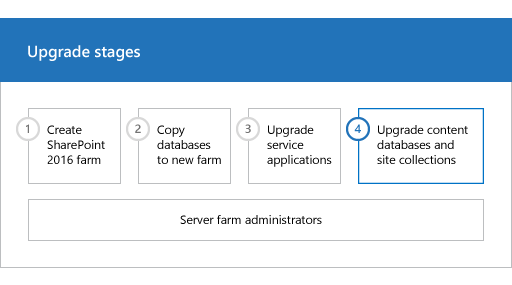 Upgrade stages
1
Create
SharePoint
2016 farm
2
Copy
databases
to new farm
3
Upgrade
service
applications
4
Upgrade content
databases and
site collections
Server farm administrators